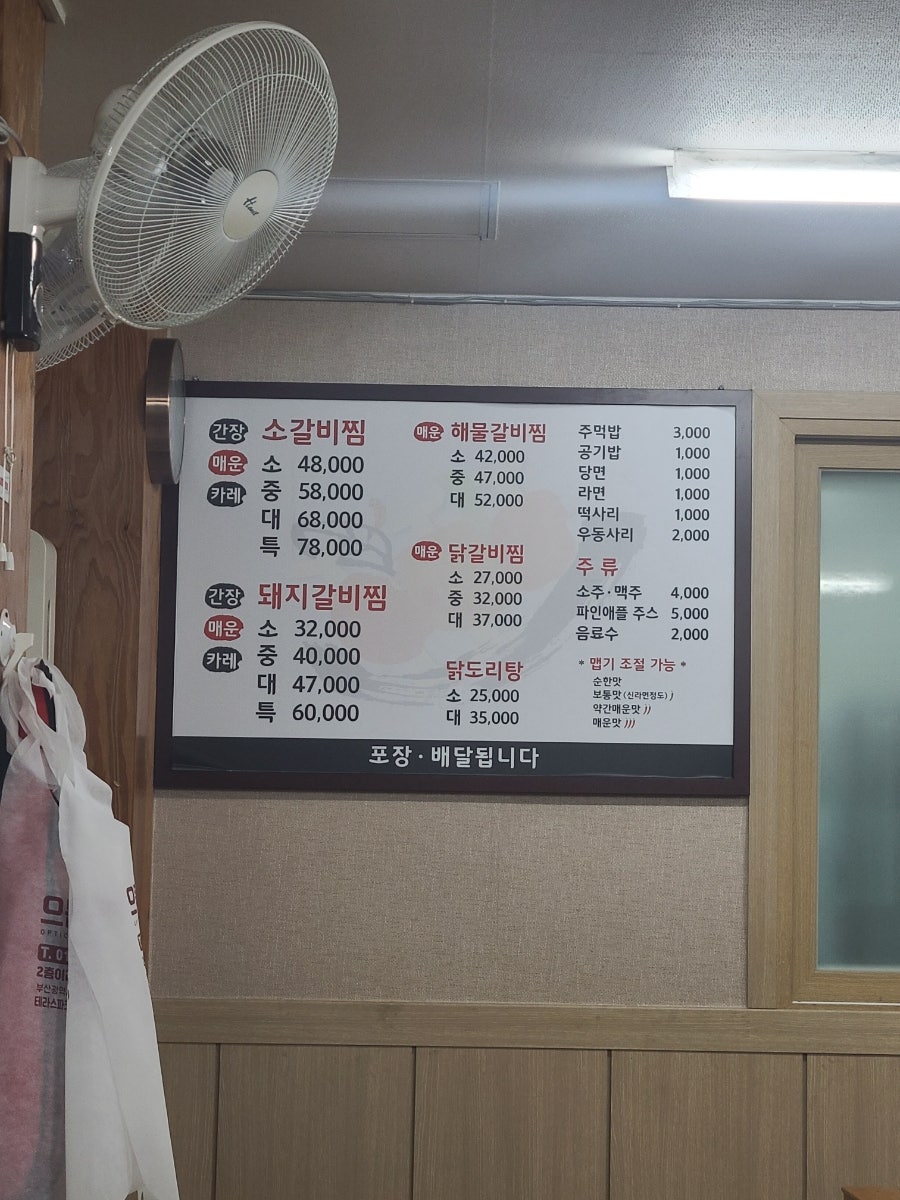 간장 소갈비찜
매운 소 48,000
카레 중 58,000
대 68,000
특 78,000
간장 돼지갈비찜
매운 소 32,000
카레 중 40,000
대 47,000
특 60,000
매운 해물갈비찜
소 42,000
중 47,000
대 52,000
매운 닭갈비찜
소 27,000
중 32,000
대 37,000
닭도리탕
소 25,000
대 35,000
주먹밥 3,000
공기밥 1,000
당면 1,000
라면 1,000
떡사리 1,000
우동사리 2,000
주 류
소주·맥주 4,000
파인애플 주스 5,000
음료수 2,000
* 맵기 조절 가능 *
순한맛
보통맛 (신라면정도)
약간매운맛
매운맛
포장·배달됩니다